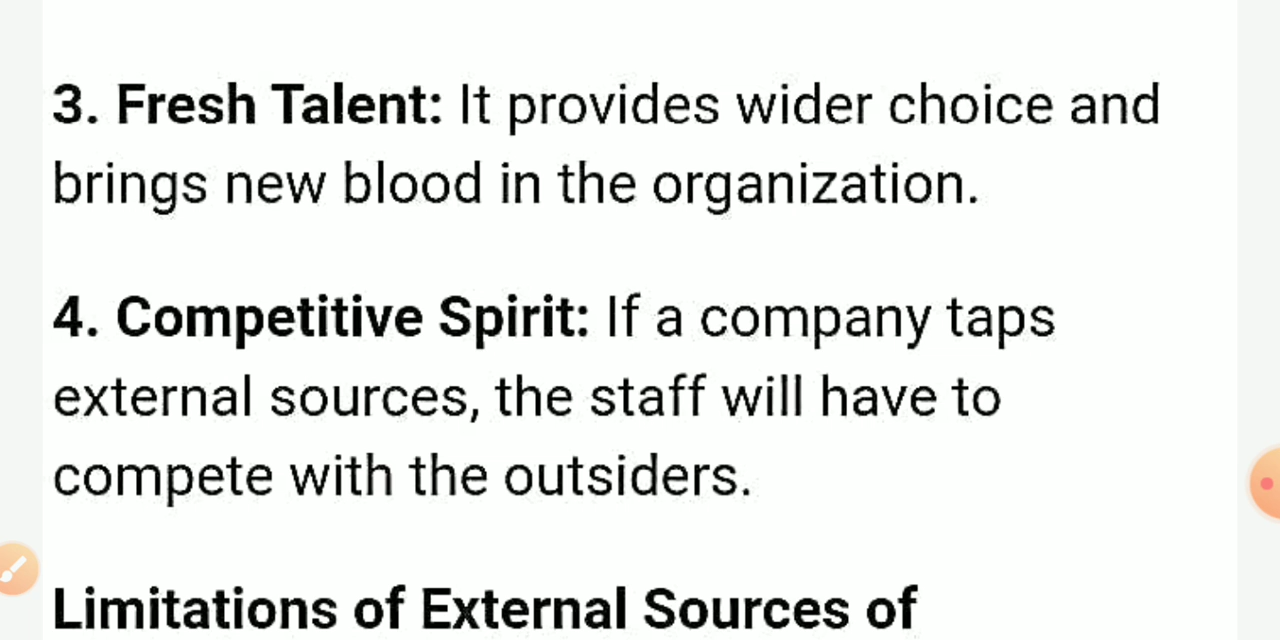 3. Fresh Talent: It provides wider choice and
brings new blood in the organization.
4. Competitive Spirit: If a company taps
external sources, the staff will have to
compete with the outsiders.
Limitations of External Sources of